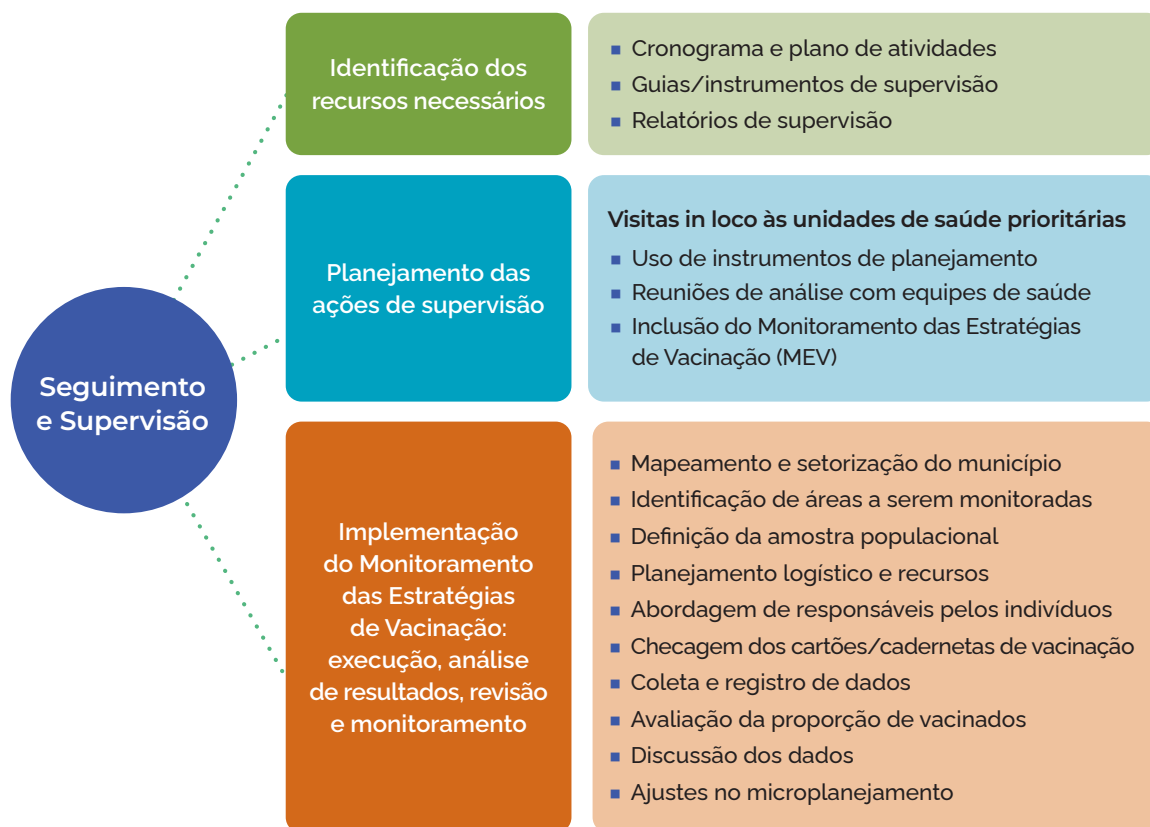 Seguimento
e Supervisão
Identificação dos
recursos necessários
■ Cronograma e plano de atividades
■ Guias/instrumentos de supervisão
■ Relatórios de supervisão
Planejamento das
ações de supervisão
Visitas in loco às unidades de saúde prioritárias
■ Uso de instrumentos de planejamento
■ Reuniões de análise com equipes de saúde
■ Inclusão do Monitoramento das Estratégias
de Vacinação (MEV)
Implementação
do Monitoramento
das Estratégias
de Vacinação:
execução, análise
de resultados, revisão
e monitoramento
■ Mapeamento e setorização do município
■ Identificação de áreas a serem monitoradas
■ Definição da amostra populacional
■ Planejamento logístico e recursos
■ Abordagem de responsáveis pelos indivíduos
■ Checagem dos cartões/cadernetas de vacinação
■ Coleta e registro de dados
■ Avaliação da proporção de vacinados
■ Discussão dos dados
■ Ajustes no microplanejamento